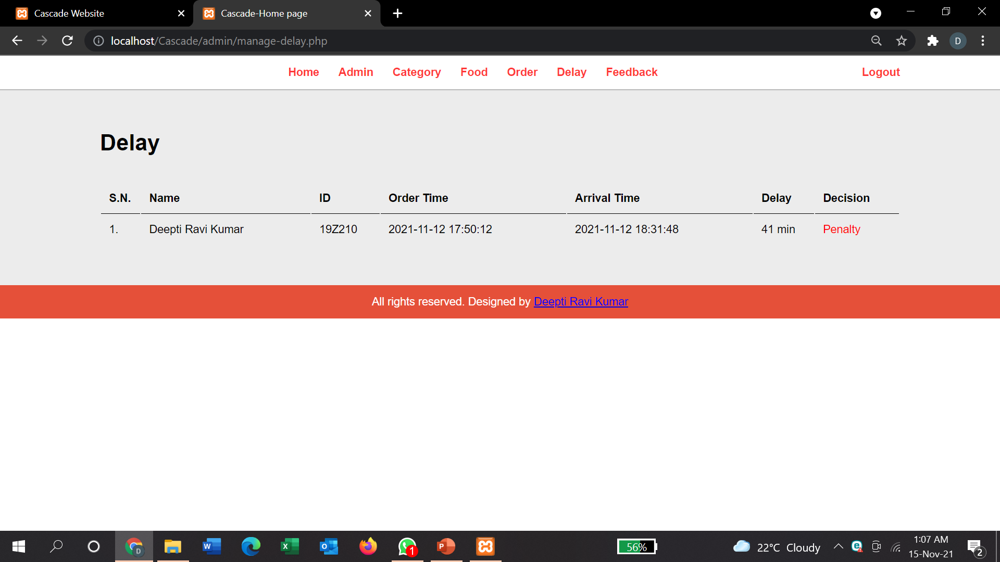 Cascade Website
Cascade-Home page
localhost/Cascade/admin/manage-delay.php
D
Home Admin Category Food Order Delay Feedback Logout
Delay
S.N. Name ID Order Time Arrival Time Delay Decision
1. Deepti Ravi Kumar 19Z210 2021-11-12 17:50:12 2021-11-12 18:31:48 41 min Penalty
All rights reserved. Designed by Deepti Ravi Kumar
56%
22°C Cloudy
1:07 AM
15-Nov-21
1
2